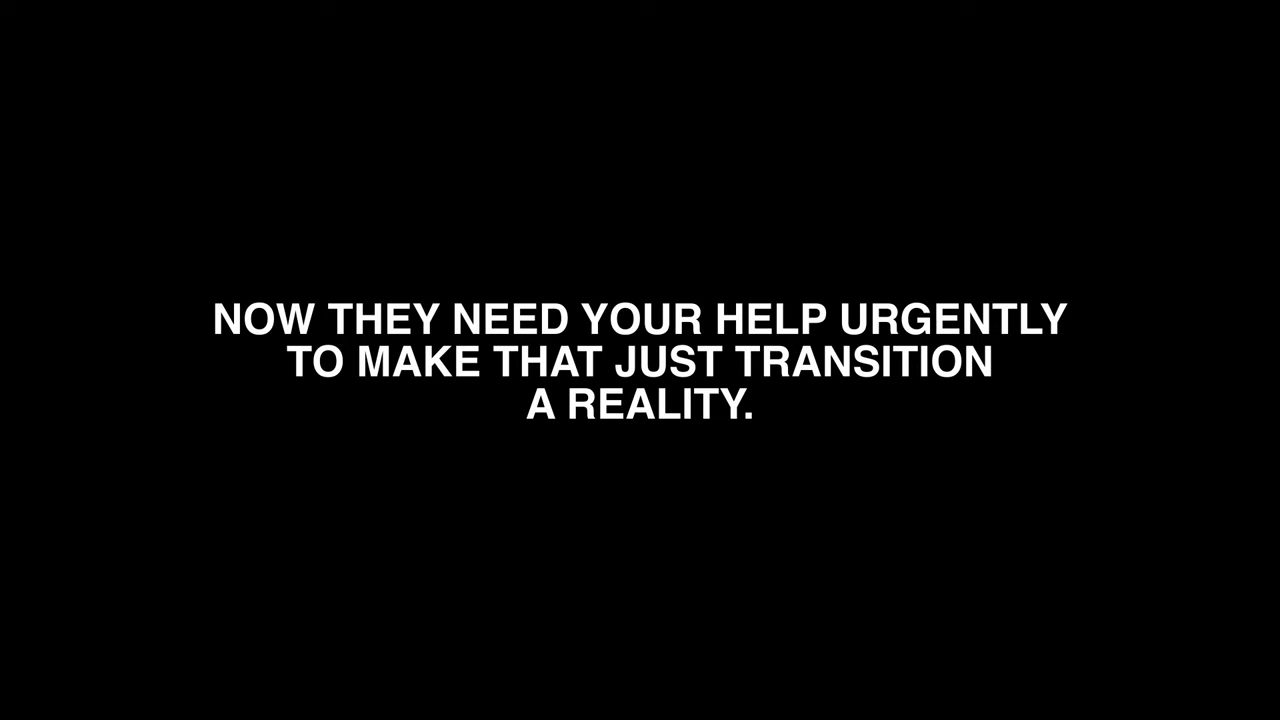 NOW THEY NEED YOUR HELP URGENTLY
TO MAKE THAT JUST TRANSITION
A REALITY.